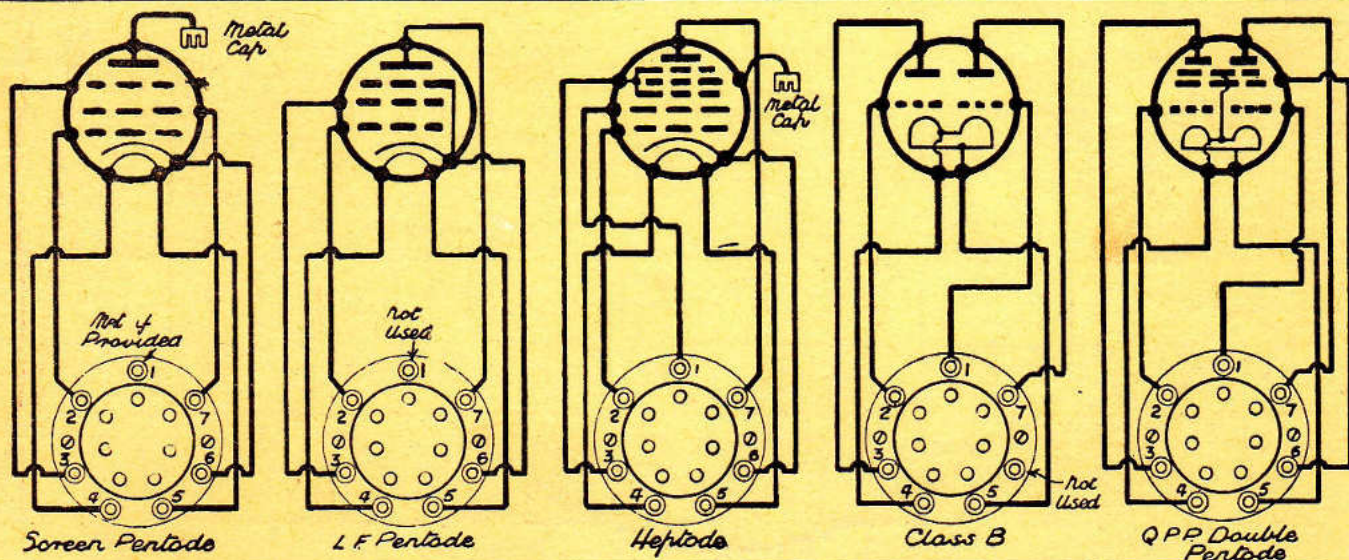 Metal
Cap
Met if
Provided
1
2 7
3 6
4 5
Screen Pentode
not
used
1
2 7
3 6
4 5
L F Pentode
Metal
Cap
1
2 7
3 6
4 5
Heptode
1
2 7
3
4 5
not
Used
Class B
1
2 7
3 6
4 5
Q P P. Double
Pentode